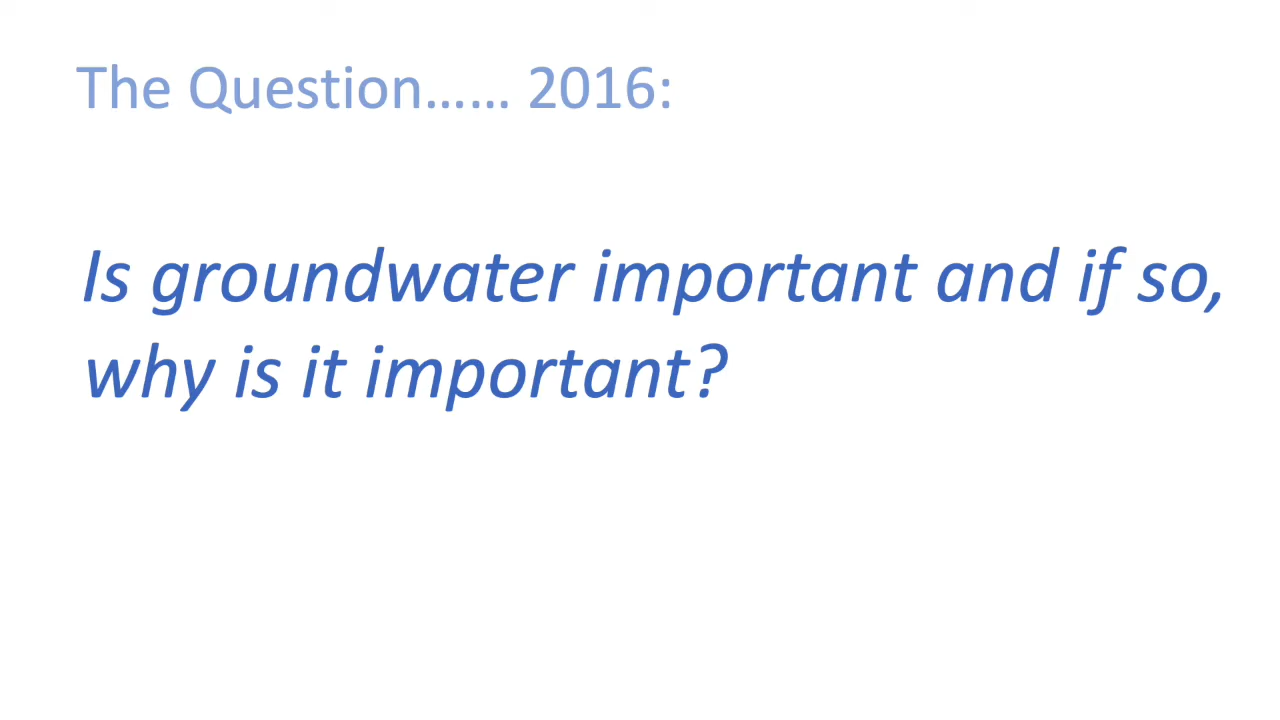 The Question…… 2016:
Is groundwater important and if so,
why is it important?